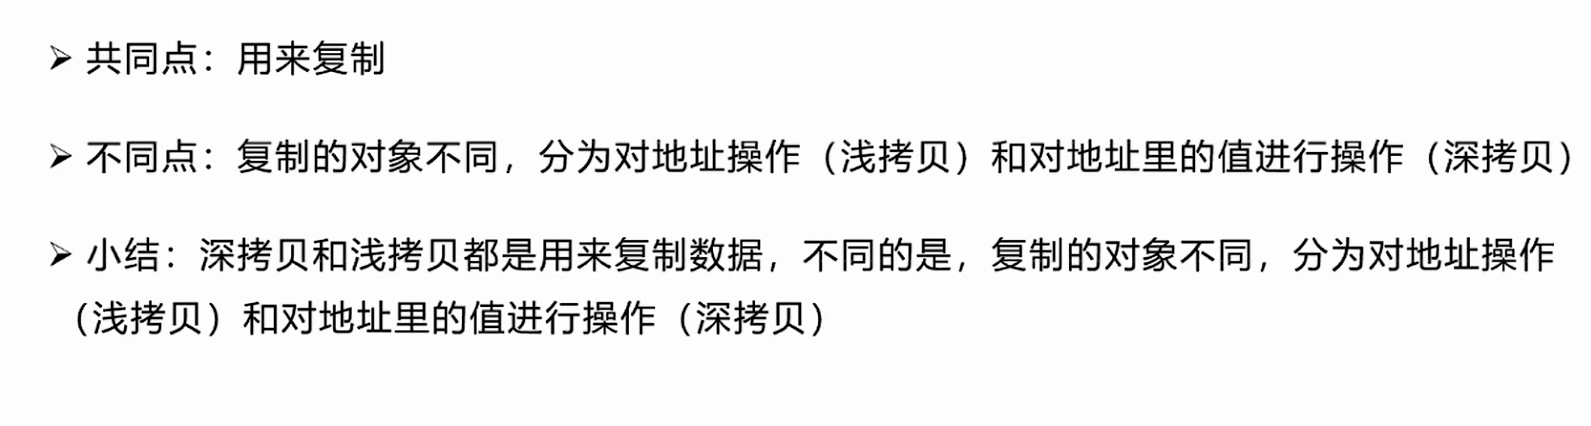 ➢ 共同点：用来复制
➢ 不同点：复制的对象不同，分为对地址操作（浅拷贝）和对地址里的值进行操作（深拷贝）
➢ 小结：深拷贝和浅拷贝都是用来复制数据，不同的是，复制的对象不同，分为对地址操作
（浅拷贝）和对地址里的值进行操作（深拷贝）